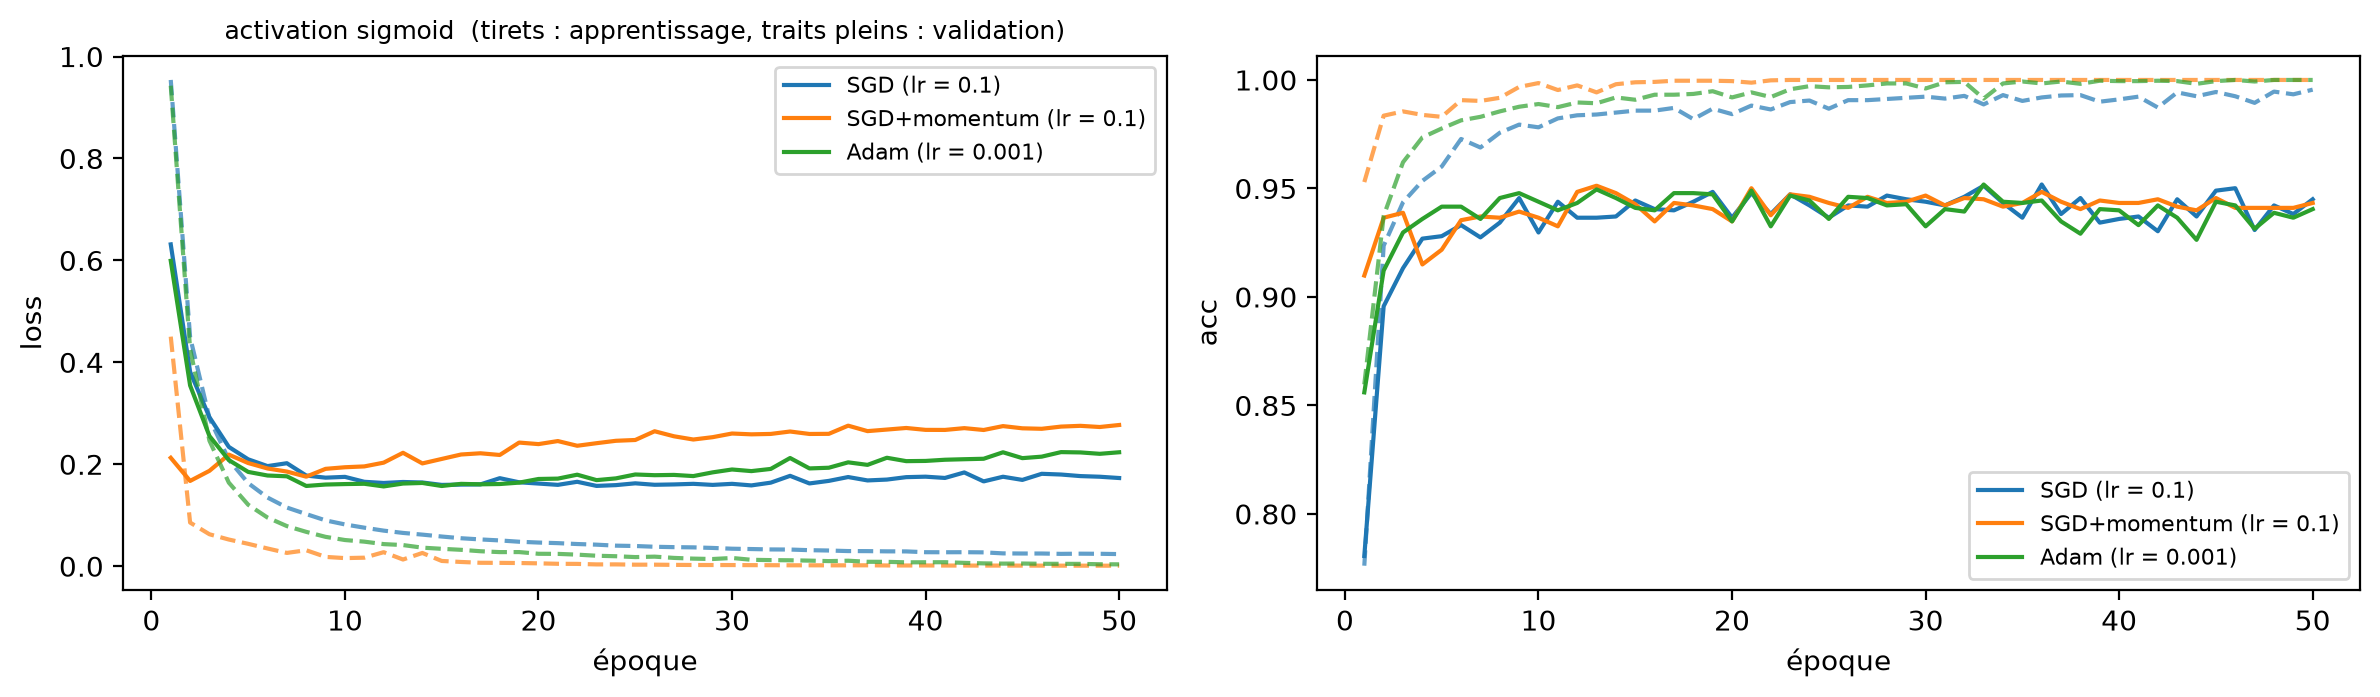 activation sigmoid  (tirets : apprentissage, traits pleins : validation)
1.0
0.8
0.6
0.4
0.2
0.0
loss
SGD (lr = 0.1)
SGD+momentum (lr = 0.1)
Adam (lr = 0.001)
0 10 20 30 40 50
époque
1.00
0.95
0.90
0.85
0.80
acc
SGD (lr = 0.1)
SGD+momentum (lr = 0.1)
Adam (lr = 0.001)
0 10 20 30 40 50
époque